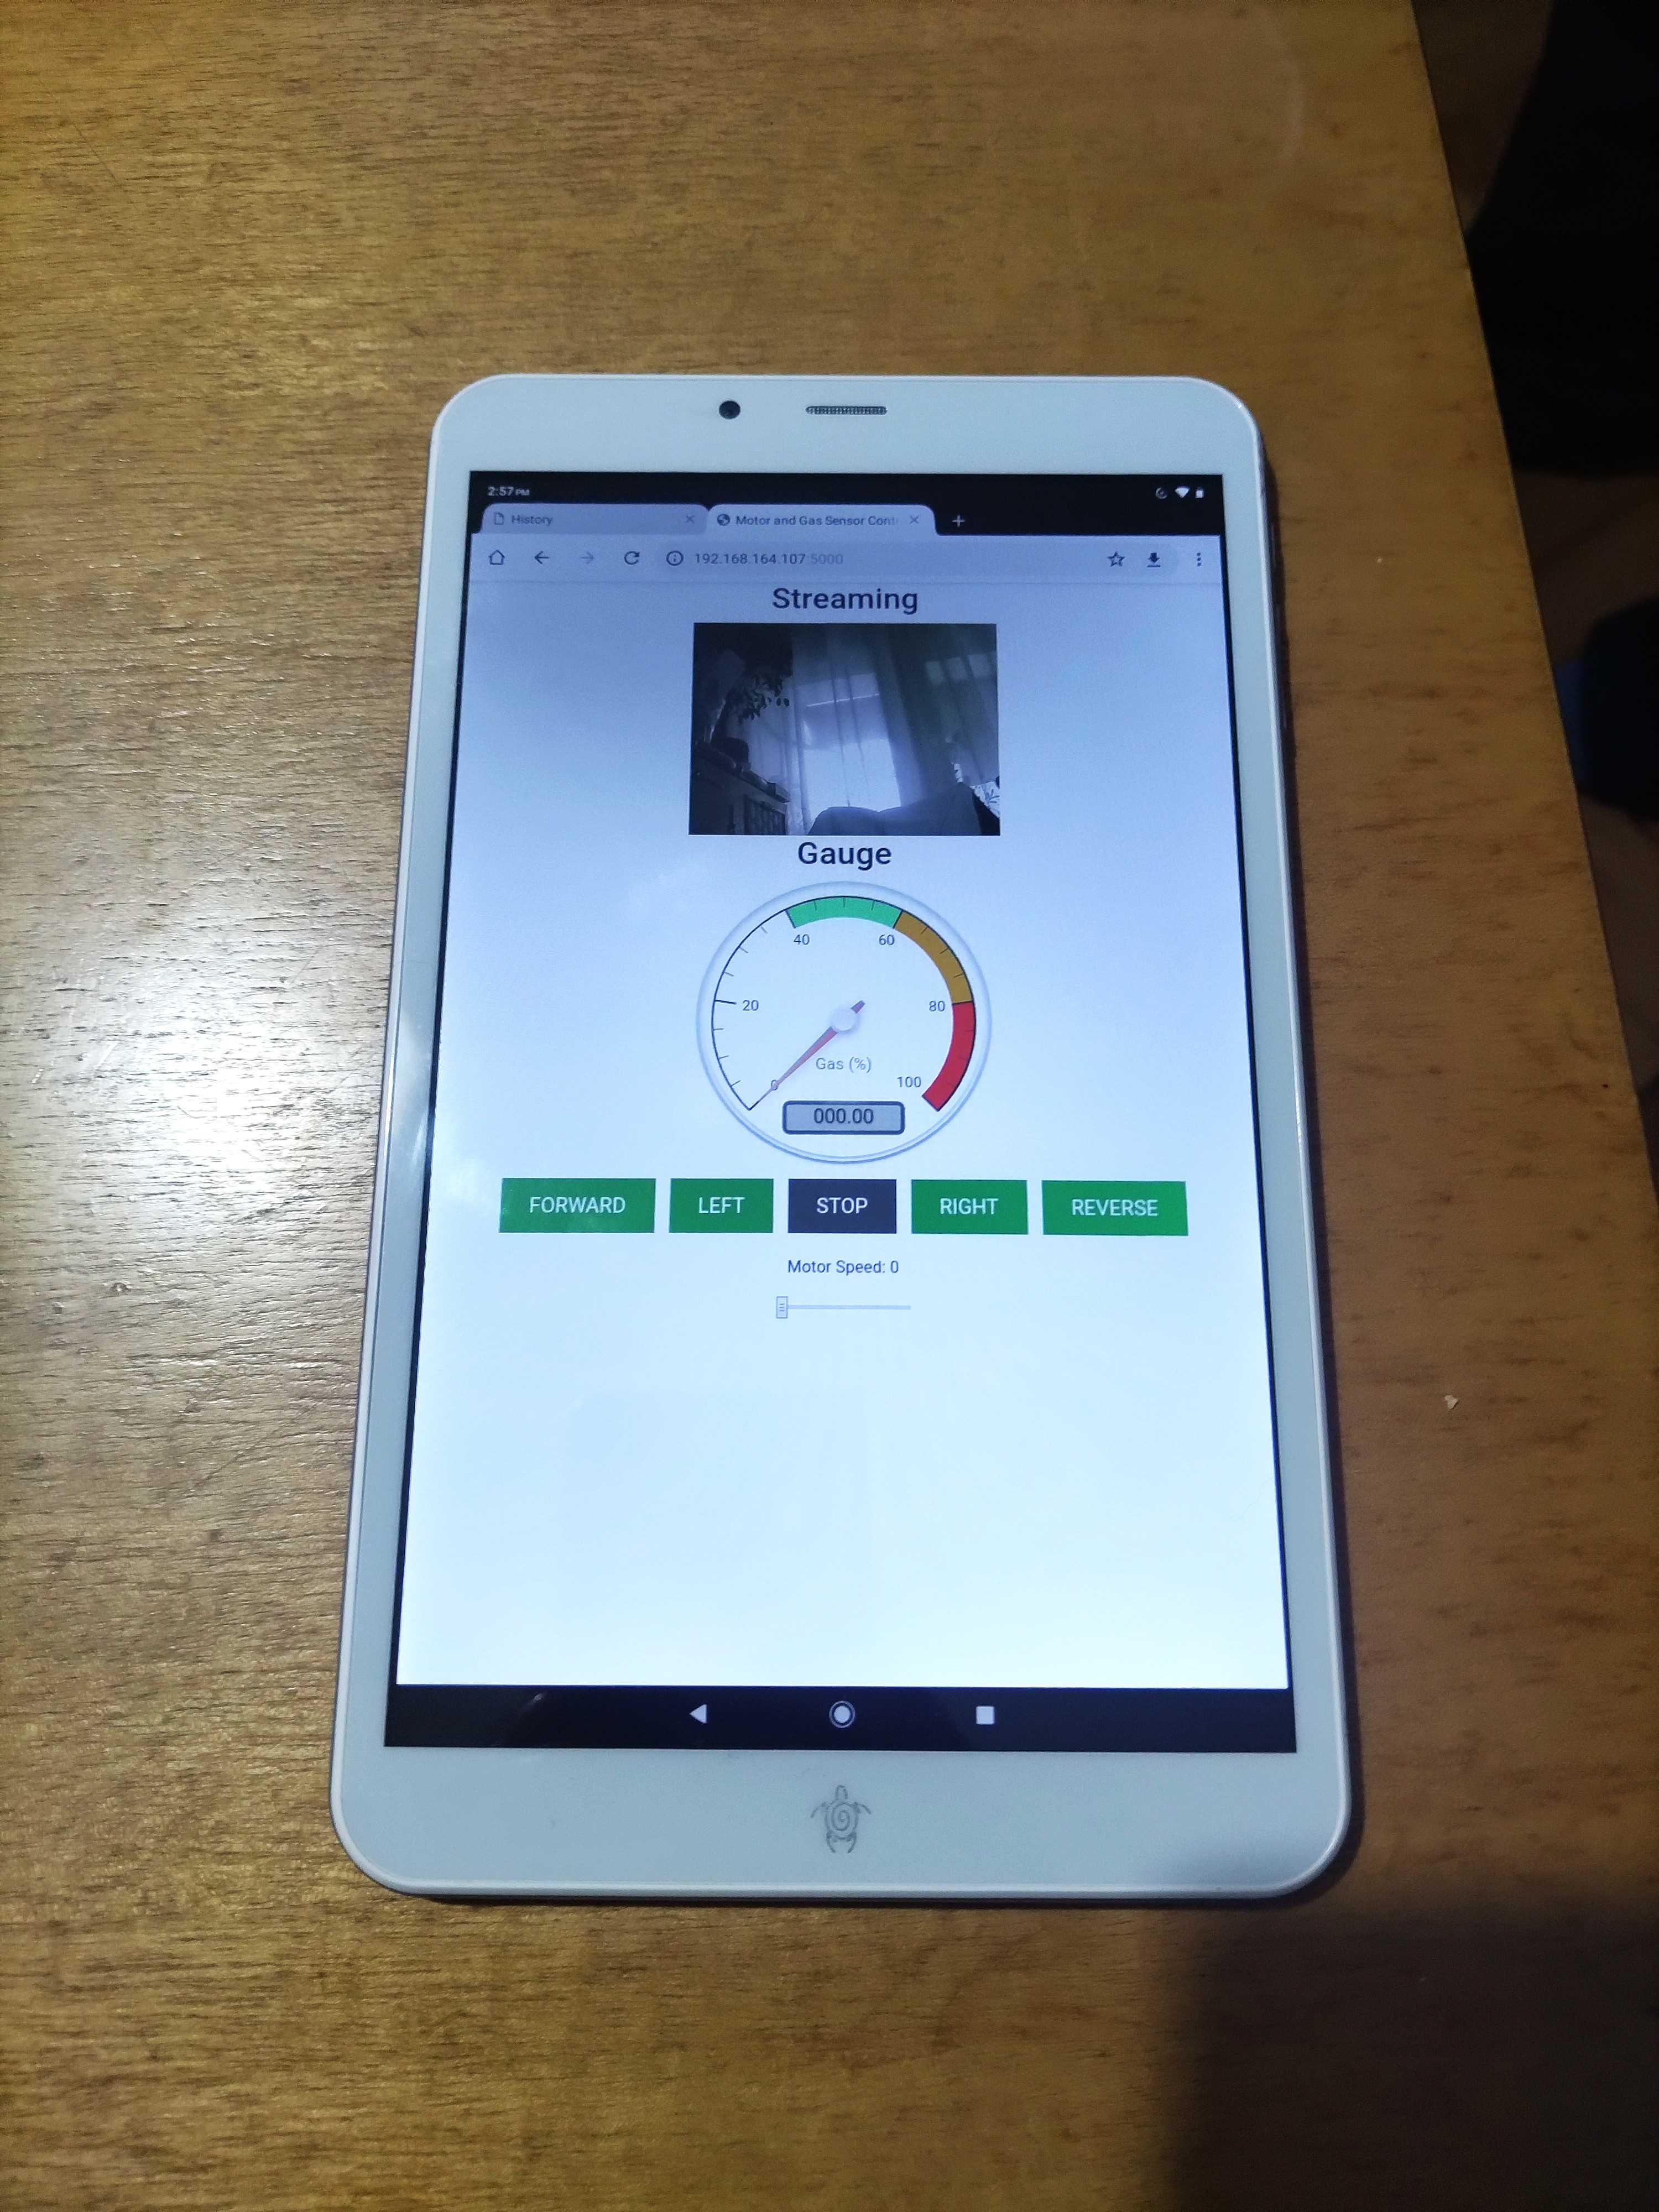 2:57 PM
History
Motor and Gas Sensor Cont
192.168.164.107:5000
Streaming
Gauge
40 60
20 80
Gas (%)
0 100
000.00
FORWARD LEFT STOP RIGHT REVERSE
Motor Speed: 0